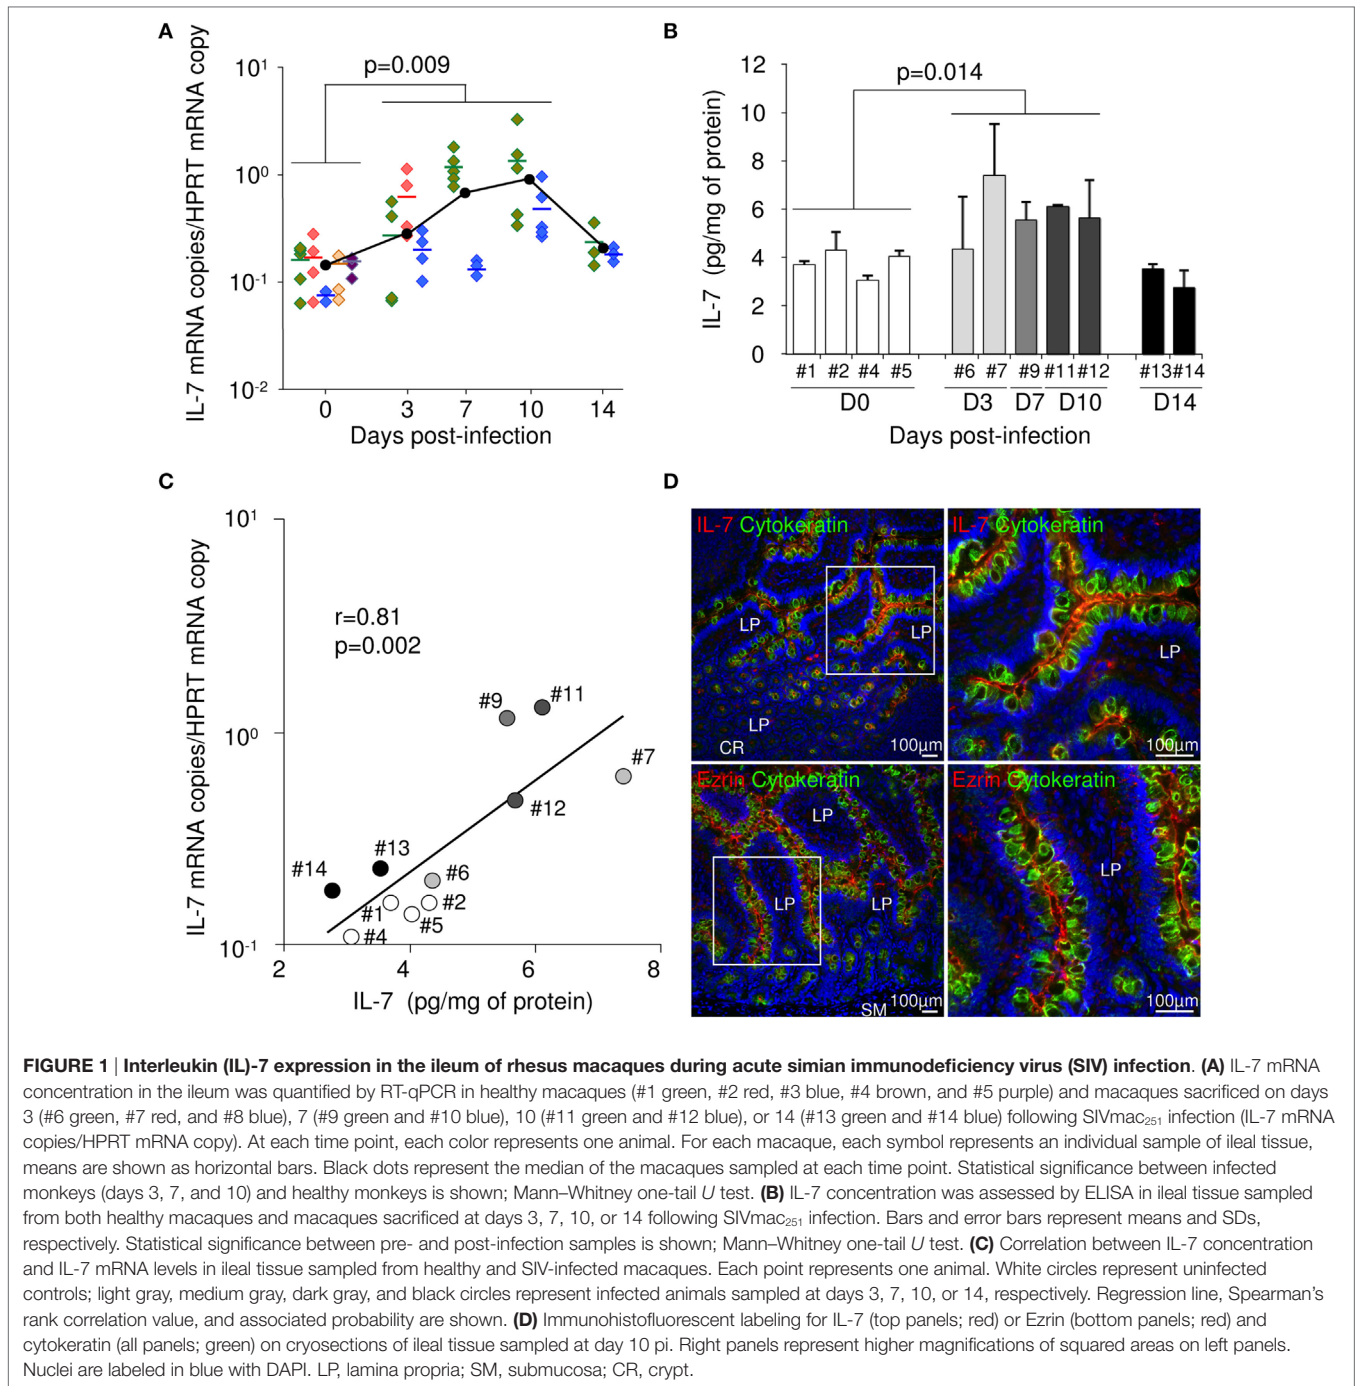 A
IL-7 mRNA copies/HPRT mRNA copy
10¹
10⁰
10⁻¹
10⁻²
p=0.009
0 3 7 10 14
Days post-infection
B
IL-7 (pg/mg of protein)
12
10
8
6
4
2
0
p=0.014
#1 #2 #4 #5 #6 #7 #9 #11 #12 #13 #14
D0 D3 D7 D10 D14
Days post-infection
C
IL-7 mRNA copies/HPRT mRNA copy
10¹
10⁰
10⁻¹
r=0.81
p=0.002
#9
#11
#7
#12
#13
#14
#6
#1
#2
#5
#4
2 4 6 8
IL-7 (pg/mg of protein)
D
IL-7 Cytokeratin
LP
LP
LP
CR
100µm
IL-7 Cytokeratin
LP
100µm
Ezrin Cytokeratin
LP
LP
LP
SM
100µm
Ezrin Cytokeratin
LP
100µm
FIGURE 1 | Interleukin (IL)-7 expression in the ileum of rhesus macaques during acute simian immunodeficiency virus (SIV) infection. (A) IL-7 mRNA
concentration in the ileum was quantified by RT-qPCR in healthy macaques (#1 green, #2 red, #3 blue, #4 brown, and #5 purple) and macaques sacrificed on days
3 (#6 green, #7 red, and #8 blue), 7 (#9 green and #10 blue), 10 (#11 green and #12 blue), or 14 (#13 green and #14 blue) following SIVmac₂₅₁ infection (IL-7 mRNA
copies/HPRT mRNA copy). At each time point, each color represents one animal. For each macaque, each symbol represents an individual sample of ileal tissue,
means are shown as horizontal bars. Black dots represent the median of the macaques sampled at each time point. Statistical significance between infected
monkeys (days 3, 7, and 10) and healthy monkeys is shown; Mann–Whitney one-tail U test. (B) IL-7 concentration was assessed by ELISA in ileal tissue sampled
from both healthy macaques and macaques sacrificed at days 3, 7, 10, or 14 following SIVmac₂₅₁ infection. Bars and error bars represent means and SDs,
respectively. Statistical significance between pre- and post-infection samples is shown; Mann–Whitney one-tail U test. (C) Correlation between IL-7 concentration
and IL-7 mRNA levels in ileal tissue sampled from healthy and SIV-infected macaques. Each point represents one animal. White circles represent uninfected
controls; light gray, medium gray, dark gray, and black circles represent infected animals sampled at days 3, 7, 10, or 14, respectively. Regression line, Spearman's
rank correlation value, and associated probability are shown. (D) Immunohistofluorescent labeling for IL-7 (top panels; red) or Ezrin (bottom panels; red) and
cytokeratin (all panels; green) on cryosections of ileal tissue sampled at day 10 pi. Right panels represent higher magnifications of squared areas on left panels.
Nuclei are labeled in blue with DAPI. LP, lamina propria; SM, submucosa; CR, crypt.